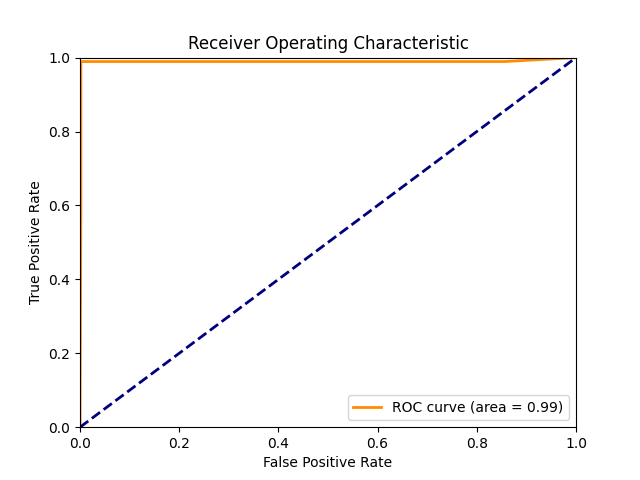 Receiver Operating Characteristic
1.0
0.8
0.6
0.4
0.2
0.0
True Positive Rate
ROC curve (area = 0.99)
0.0 0.2 0.4 0.6 0.8 1.0
False Positive Rate